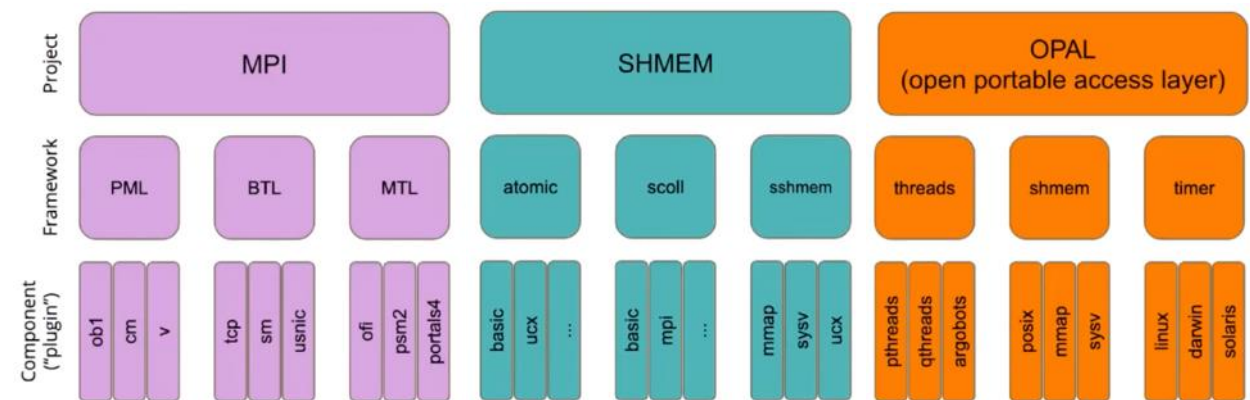 Project
MPI
SHMEM
OPAL
(open portable access layer)
Framework
PML
BTL
MTL
atomic
scoll
sshmem
threads
shmem
timer
Component
("plugin")
ob1
cm
v
tcp
sm
usnic
ofi
psm2
portals4
basic
ucx
...
basic
mpi
...
mmap
sysv
ucx
pthreads
qthreads
argobots
posix
mmap
sysv
linux
darwin
solaris